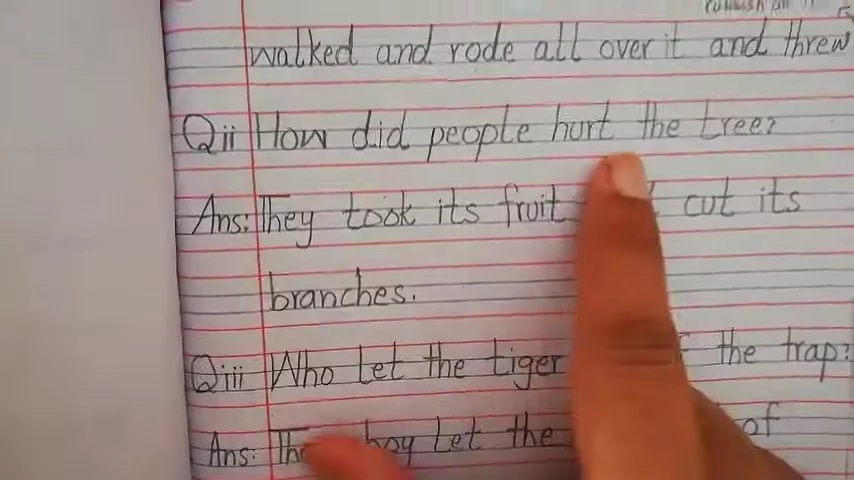 walked and rode all over it and threw
Qii How did people hurt the tree?
Ans: They took its fruit cut its
branches.
Qiii Who let the tiger the trap?
Ans: boy let the of